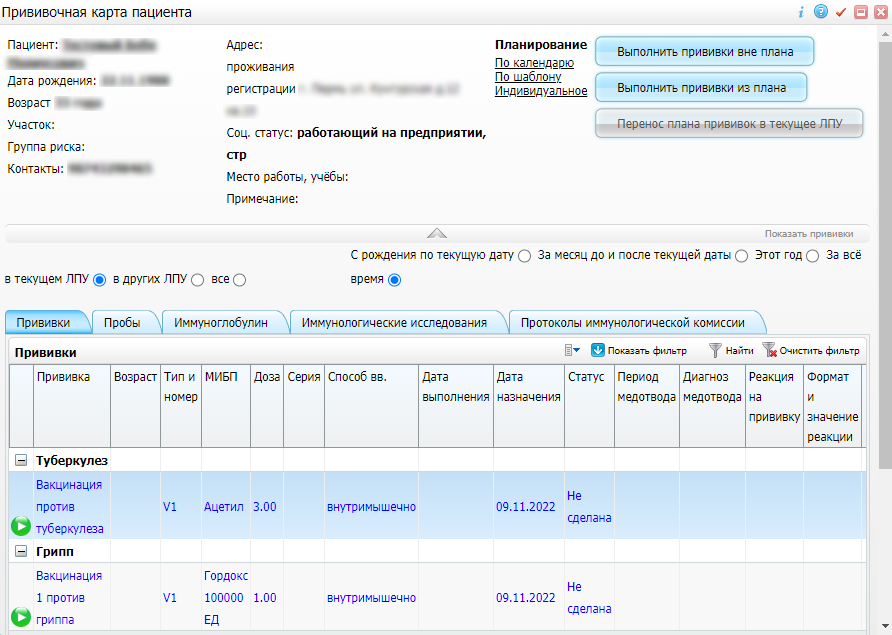 Прививочная карта пациента
Пациент:
Дата рождения:
Возраст
Участок:
Группа риска:
Контакты:
Адрес:
проживания
регистрации
Соц. статус: работающий на предприятии,
стр
Место работы, учёбы:
Примечание:
Планирование
По календарю
По шаблону
Индивидуальное
Выполнить прививки вне плана
Выполнить прививки из плана
Перенос плана прививок в текущее ЛПУ
Показать прививки
С рождения по текущую дату За месяц до и после текущей даты Этот год За всё
время
в текущем ЛПУ в других ЛПУ все
Прививки Пробы Иммуноглобулин Иммунологические исследования Протоколы иммунологической комиссии
Прививки Показать фильтр Найти Очистить фильтр
Прививка
Возраст
Тип и
номер
МИБП
Доза
Серия
Способ вв.
Дата
выполнения
Дата
назначения
Статус
Период
медотвода
Диагноз
медотвода
Реакция
на
прививку
Формат
и
значение
реакции
Туберкулез
Вакцинация
против
туберкулеза
V1
Ацетил
3.00
внутримышечно
09.11.2022
Не
сделана
Грипп
Вакцинация
1 против
гриппа
V1
Гордокс
100000
ЕД
1.00
внутримышечно
09.11.2022
Не
сделана